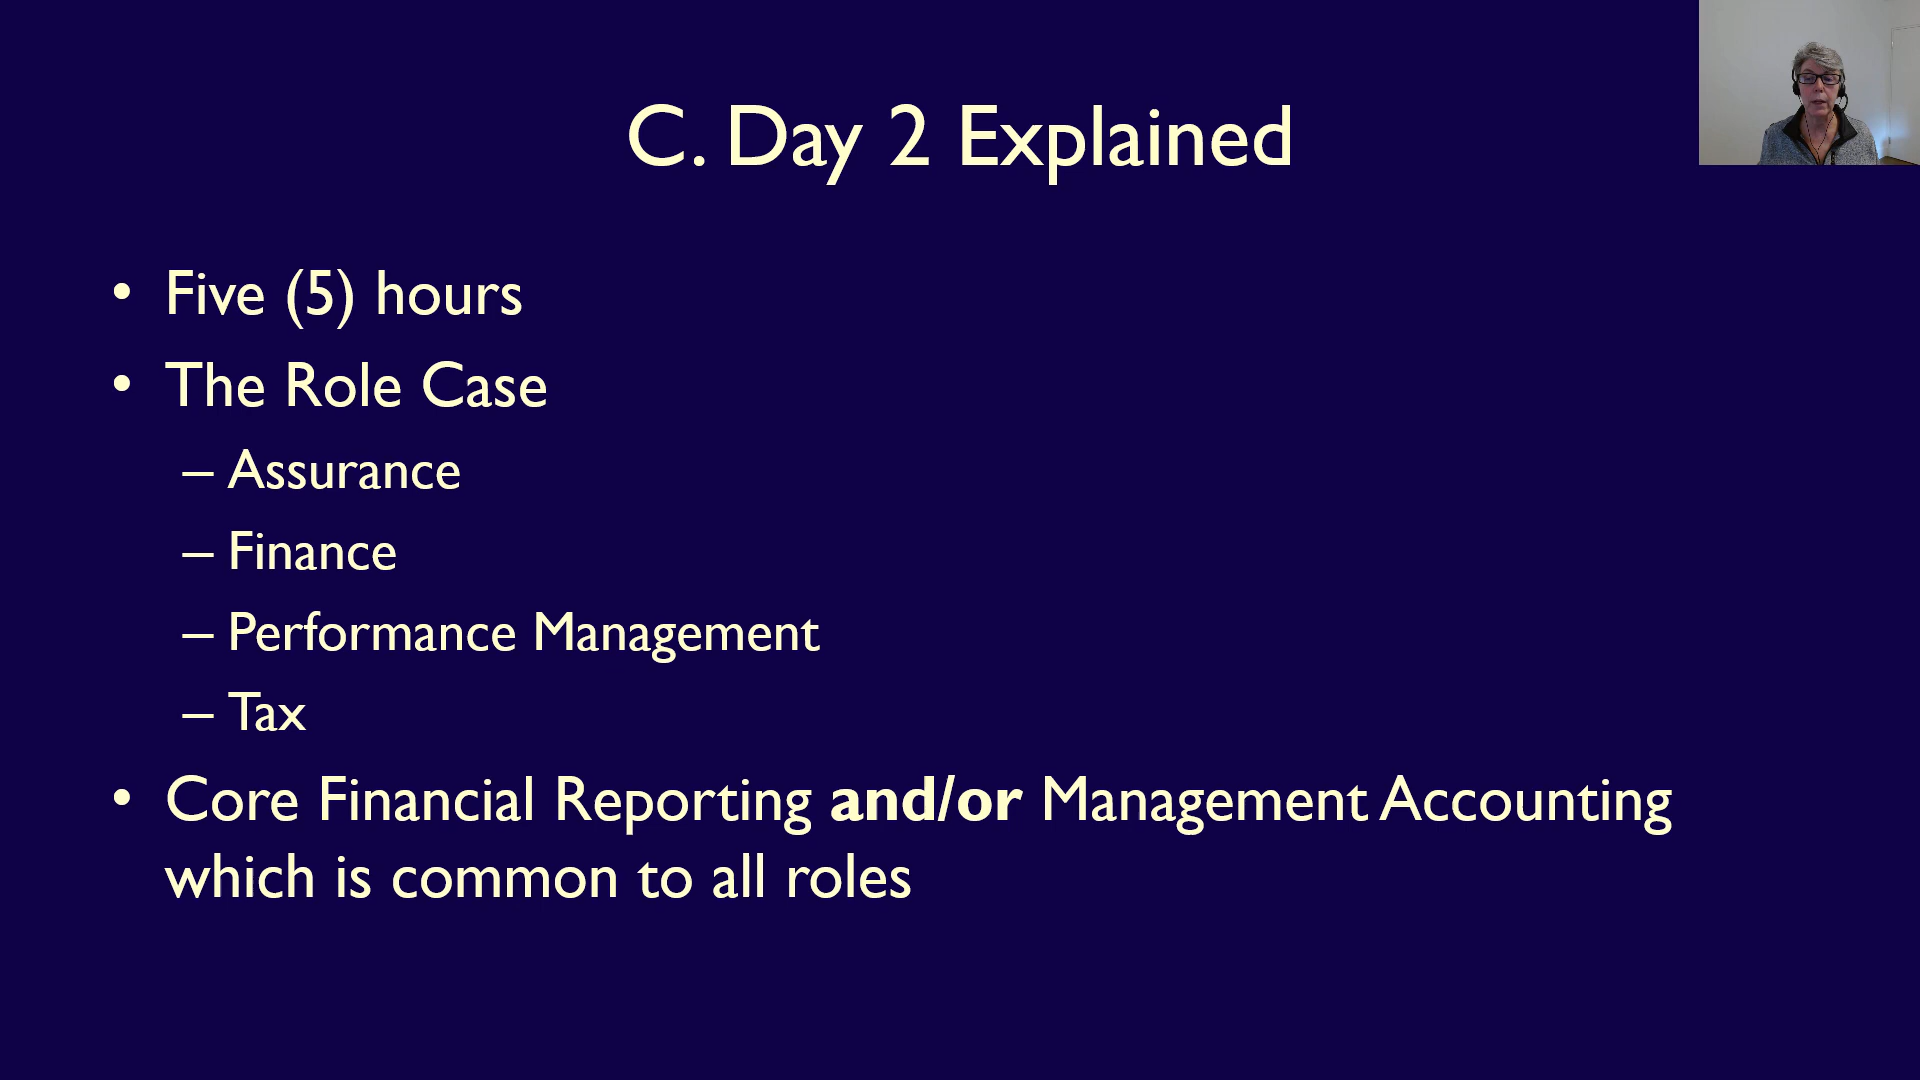 C. Day 2 Explained
• Five (5) hours
• The Role Case
– Assurance
– Finance
– Performance Management
– Tax
• Core Financial Reporting and/or Management Accounting
which is common to all roles